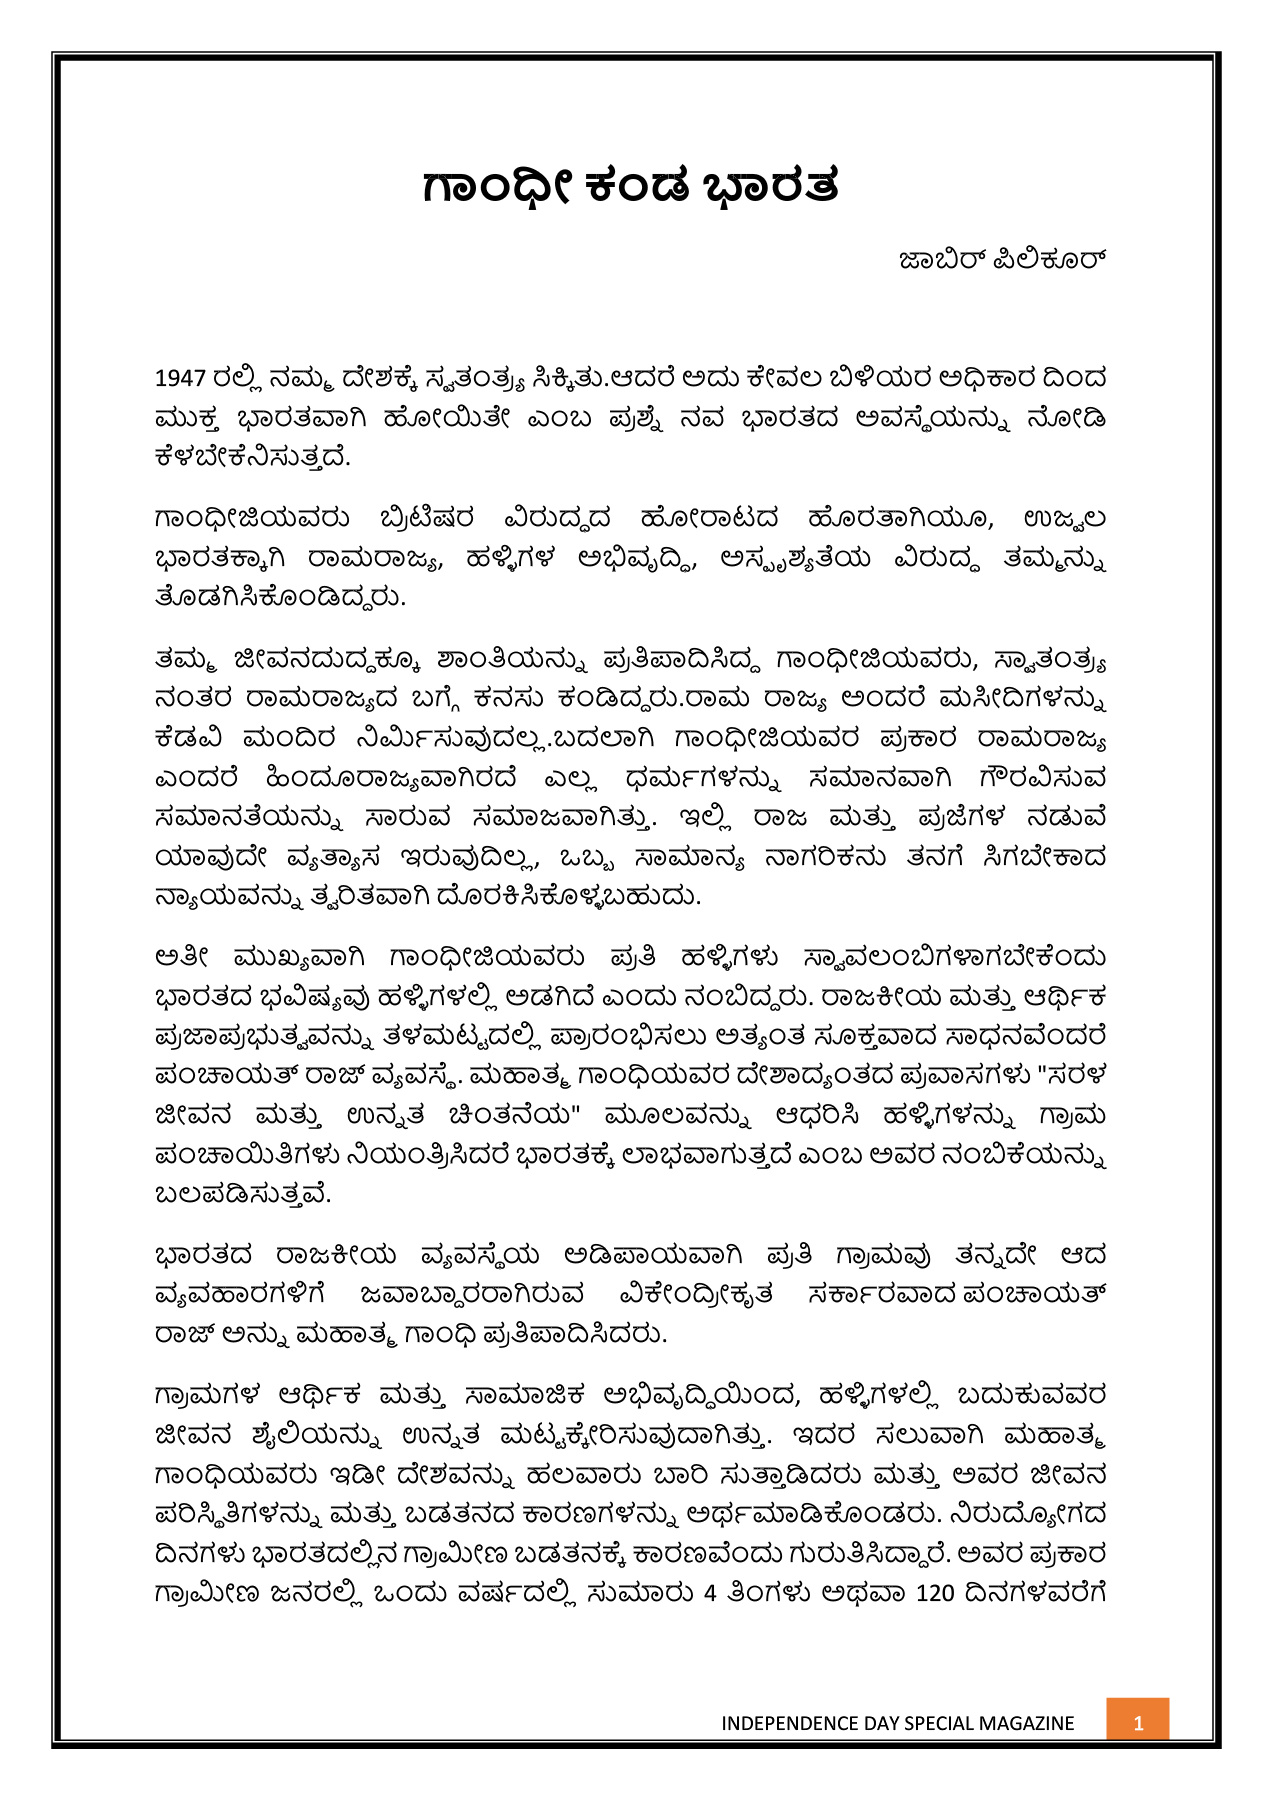 ಗಾಂಧೀ ಕಂಡ ಭಾರತ
ಜಾಬಿರ್ ಪಿಲಿಕೂರ್
1947 ರಲ್ಲಿ ನಮ್ಮ ದೇಶಕ್ಕೆ ಸ್ವತಂತ್ರ್ಯ ಸಿಕ್ಕಿತು.ಆದರೆ ಅದು ಕೇವಲ ಬಿಳಿಯರ ಅಧಿಕಾರ ದಿಂದ
ಮುಕ್ತ ಭಾರತವಾಗಿ ಹೋಯಿತೇ ಎಂಬ ಪ್ರಶ್ನೆ ನವ ಭಾರತದ ಅವಸ್ಥೆಯನ್ನು ನೋಡಿ
ಕೆಳಬೇಕೆನಿಸುತ್ತದೆ.
ಗಾಂಧೀಜಿಯವರು ಬ್ರಿಟಿಷರ ವಿರುದ್ಧದ ಹೋರಾಟದ ಹೊರತಾಗಿಯೂ, ಉಜ್ವಲ
ಭಾರತಕ್ಕಾಗಿ ರಾಮರಾಜ್ಯ, ಹಳ್ಳಿಗಳ ಅಭಿವೃದ್ಧಿ, ಅಸ್ಪೃಶ್ಯತೆಯ ವಿರುದ್ಧ ತಮ್ಮನ್ನು
ತೊಡಗಿಸಿಕೊಂಡಿದ್ದರು.
ತಮ್ಮ ಜೀವನದುದ್ದಕ್ಕೂ ಶಾಂತಿಯನ್ನು ಪ್ರತಿಪಾದಿಸಿದ್ದ ಗಾಂಧೀಜಿಯವರು, ಸ್ವಾತಂತ್ರ್ಯ
ನಂತರ ರಾಮರಾಜ್ಯದ ಬಗ್ಗೆ ಕನಸು ಕಂಡಿದ್ದರು.ರಾಮ ರಾಜ್ಯ ಅಂದರೆ ಮಸೀದಿಗಳನ್ನು
ಕೆಡವಿ ಮಂದಿರ ನಿರ್ಮಿಸುವುದಲ್ಲ.ಬದಲಾಗಿ ಗಾಂಧೀಜಿಯವರ ಪ್ರಕಾರ ರಾಮರಾಜ್ಯ
ಎಂದರೆ ಹಿಂದೂರಾಜ್ಯವಾಗಿರದೆ ಎಲ್ಲ ಧರ್ಮಗಳನ್ನು ಸಮಾನವಾಗಿ ಗೌರವಿಸುವ
ಸಮಾನತೆಯನ್ನು ಸಾರುವ ಸಮಾಜವಾಗಿತ್ತು. ಇಲ್ಲಿ ರಾಜ ಮತ್ತು ಪ್ರಜೆಗಳ ನಡುವೆ
ಯಾವುದೇ ವ್ಯತ್ಯಾಸ ಇರುವುದಿಲ್ಲ, ಒಬ್ಬ ಸಾಮಾನ್ಯ ನಾಗರಿಕನು ತನಗೆ ಸಿಗಬೇಕಾದ
ನ್ಯಾಯವನ್ನು ತ್ವರಿತವಾಗಿ ದೊರಕಿಸಿಕೊಳ್ಳಬಹುದು.
ಅತೀ ಮುಖ್ಯವಾಗಿ ಗಾಂಧೀಜಿಯವರು ಪ್ರತಿ ಹಳ್ಳಿಗಳು ಸ್ವಾವಲಂಬಿಗಳಾಗಬೇಕೆಂದು
ಭಾರತದ ಭವಿಷ್ಯವು ಹಳ್ಳಿಗಳಲ್ಲಿ ಅಡಗಿದೆ ಎಂದು ನಂಬಿದ್ದರು. ರಾಜಕೀಯ ಮತ್ತು ಆರ್ಥಿಕ
ಪ್ರಜಾಪ್ರಭುತ್ವವನ್ನು ತಳಮಟ್ಟದಲ್ಲಿ ಪ್ರಾರಂಭಿಸಲು ಅತ್ಯಂತ ಸೂಕ್ತವಾದ ಸಾಧನವೆಂದರೆ
ಪಂಚಾಯತ್ ರಾಜ್ ವ್ಯವಸ್ಥೆ. ಮಹಾತ್ಮ ಗಾಂಧಿಯವರ ದೇಶಾದ್ಯಂತದ ಪ್ರವಾಸಗಳು "ಸರಳ
ಜೀವನ ಮತ್ತು ಉನ್ನತ ಚಿಂತನೆಯ" ಮೂಲವನ್ನು ಆಧರಿಸಿ ಹಳ್ಳಿಗಳನ್ನು ಗ್ರಾಮ
ಪಂಚಾಯಿತಿಗಳು ನಿಯಂತ್ರಿಸಿದರೆ ಭಾರತಕ್ಕೆ ಲಾಭವಾಗುತ್ತದೆ ಎಂಬ ಅವರ ನಂಬಿಕೆಯನ್ನು
ಬಲಪಡಿಸುತ್ತವೆ.
ಭಾರತದ ರಾಜಕೀಯ ವ್ಯವಸ್ಥೆಯ ಅಡಿಪಾಯವಾಗಿ ಪ್ರತಿ ಗ್ರಾಮವು ತನ್ನದೇ ಆದ
ವ್ಯವಹಾರಗಳಿಗೆ ಜವಾಬ್ದಾರರಾಗಿರುವ ವಿಕೇಂದ್ರೀಕೃತ ಸರ್ಕಾರವಾದ ಪಂಚಾಯತ್
ರಾಜ್ ಅನ್ನು ಮಹಾತ್ಮ ಗಾಂಧಿ ಪ್ರತಿಪಾದಿಸಿದರು.
ಗ್ರಾಮಗಳ ಆರ್ಥಿಕ ಮತ್ತು ಸಾಮಾಜಿಕ ಅಭಿವೃದ್ಧಿಯಿಂದ, ಹಳ್ಳಿಗಳಲ್ಲಿ ಬದುಕುವವರ
ಜೀವನ ಶೈಲಿಯನ್ನು ಉನ್ನತ ಮಟ್ಟಕ್ಕೇರಿಸುವುದಾಗಿತ್ತು. ಇದರ ಸಲುವಾಗಿ ಮಹಾತ್ಮ
ಗಾಂಧಿಯವರು ಇಡೀ ದೇಶವನ್ನು ಹಲವಾರು ಬಾರಿ ಸುತ್ತಾಡಿದರು ಮತ್ತು ಅವರ ಜೀವನ
ಪರಿಸ್ಥಿತಿಗಳನ್ನು ಮತ್ತು ಬಡತನದ ಕಾರಣಗಳನ್ನು ಅರ್ಥಮಾಡಿಕೊಂಡರು. ನಿರುದ್ಯೋಗದ
ದಿನಗಳು ಭಾರತದಲ್ಲಿನ ಗ್ರಾಮೀಣ ಬಡತನಕ್ಕೆ ಕಾರಣವೆಂದು ಗುರುತಿಸಿದ್ದಾರೆ. ಅವರ ಪ್ರಕಾರ
ಗ್ರಾಮೀಣ ಜನರಲ್ಲಿ ಒಂದು ವರ್ಷದಲ್ಲಿ ಸುಮಾರು 4 ತಿಂಗಳು ಅಥವಾ 120 ದಿನಗಳವರೆಗೆ
INDEPENDENCE DAY SPECIAL MAGAZINE 1